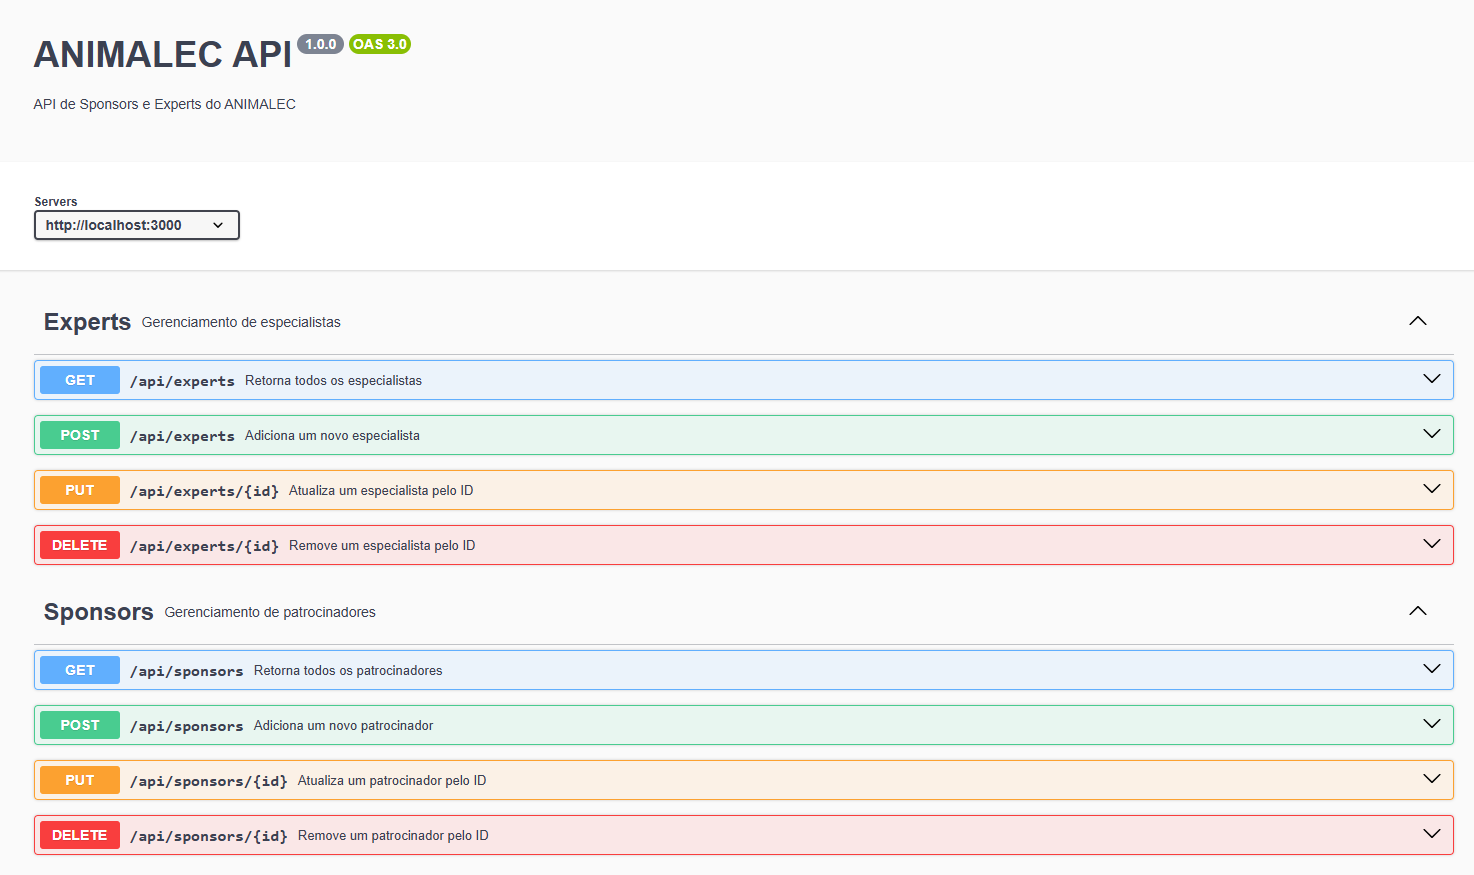 ANIMALEC API 1.0.0 OAS 3.0
API de Sponsors e Experts do ANIMALEC
Servers
http://localhost:3000
Experts Gerenciamento de especialistas
GET /api/experts Retorna todos os especialistas
POST /api/experts Adiciona um novo especialista
PUT /api/experts/{id} Atualiza um especialista pelo ID
DELETE /api/experts/{id} Remove um especialista pelo ID
Sponsors Gerenciamento de patrocinadores
GET /api/sponsors Retorna todos os patrocinadores
POST /api/sponsors Adiciona um novo patrocinador
PUT /api/sponsors/{id} Atualiza um patrocinador pelo ID
DELETE /api/sponsors/{id} Remove um patrocinador pelo ID